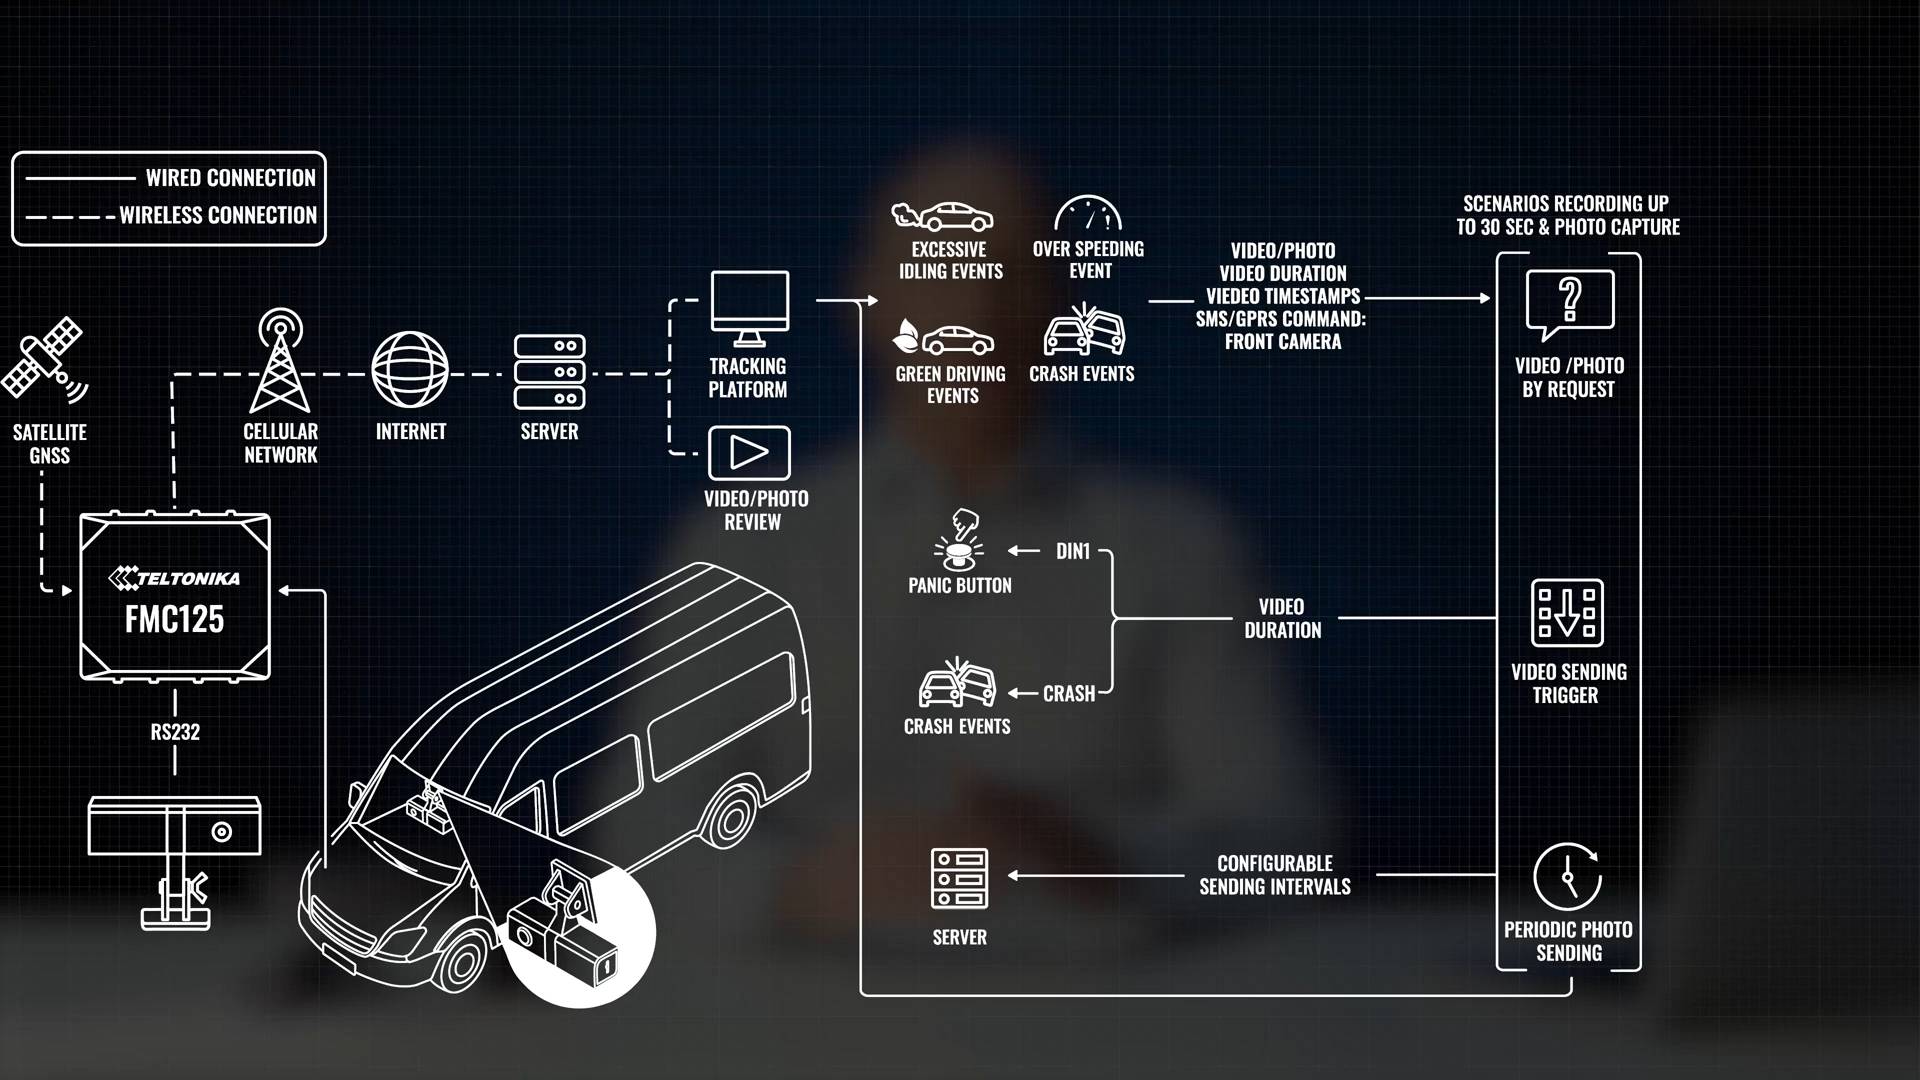 WIRED CONNECTION
WIRELESS CONNECTION
SATELLITE
GNSS
CELLULAR
NETWORK
INTERNET
SERVER
TRACKING
PLATFORM
VIDEO/PHOTO
REVIEW
TELTONIKA
FMC125
RS232
EXCESSIVE
IDLING EVENTS
OVER SPEEDING
EVENT
GREEN DRIVING
EVENTS
CRASH EVENTS
VIDEO/PHOTO
VIDEO DURATION
VIEDEO TIMESTAMPS
SMS/GPRS COMMAND:
FRONT CAMERA
SCENARIOS RECORDING UP
TO 30 SEC & PHOTO CAPTURE
?
VIDEO /PHOTO
BY REQUEST
DIN1
PANIC BUTTON
CRASH
CRASH EVENTS
VIDEO
DURATION
VIDEO SENDING
TRIGGER
SERVER
CONFIGURABLE
SENDING INTERVALS
PERIODIC PHOTO
SENDING